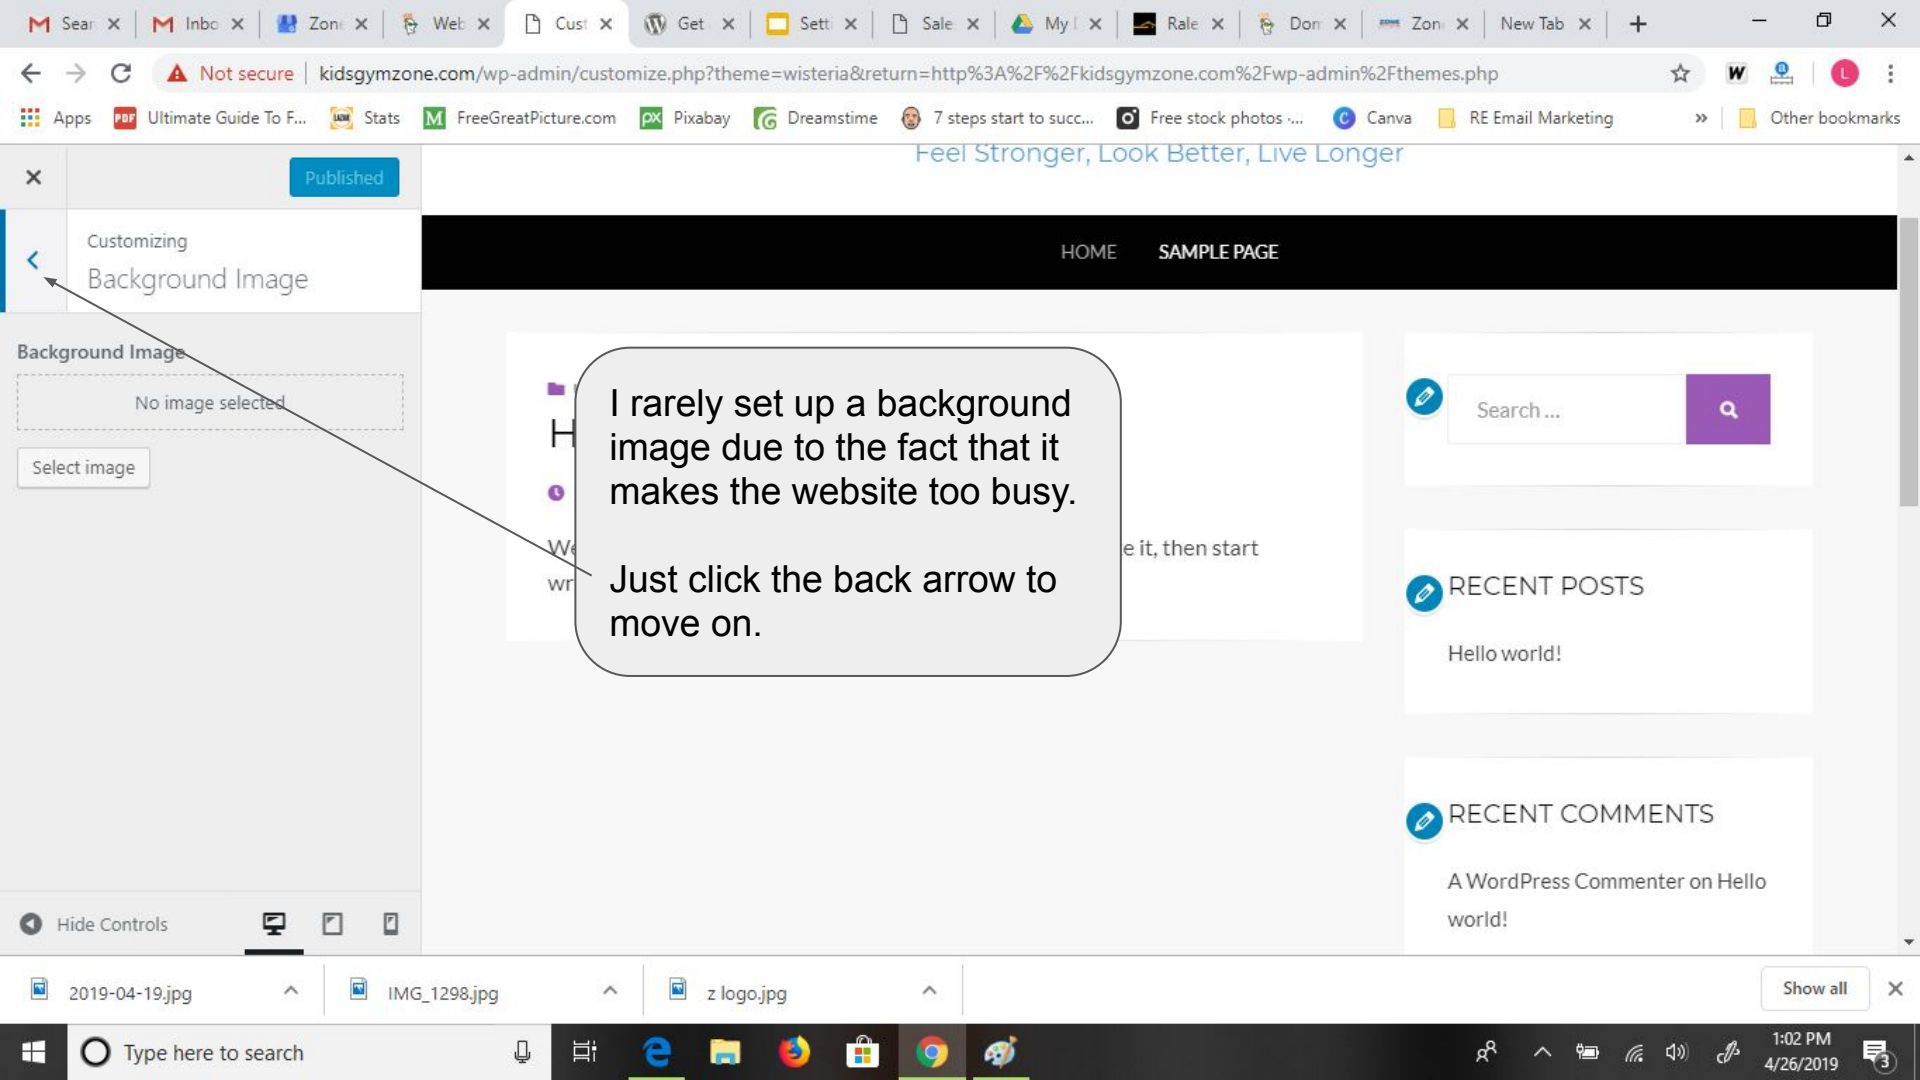 Sear
Inbo
Zone
Web
Cust
Get
Setti
Sale
My
Rale
Dom
Zone
New Tab
Not secure
kidsgymzone.com/wp-admin/customize.php?theme=wisteria&return=http%3A%2F%2Fkidsgymzone.com%2Fwp-admin%2Fthemes.php
Apps
Ultimate Guide To F...
Stats
FreeGreatPicture.com
Pixabay
Dreamstime
7 steps start to succ...
Free stock photos ·...
Canva
RE Email Marketing
»
Other bookmarks
Published
Customizing
Background Image
Background Image
No image selected
Select image
Hide Controls
Feel Stronger, Look Better, Live Longer
HOME
SAMPLE PAGE
H
We
e it, then start
wr
I rarely set up a background
image due to the fact that it
makes the website too busy.
Just click the back arrow to
move on.
Search ...
RECENT POSTS
Hello world!
RECENT COMMENTS
A WordPress Commenter on Hello
world!
2019-04-19.jpg
IMG_1298.jpg
z logo.jpg
Show all
Type here to search
1:02 PM
4/26/2019
3